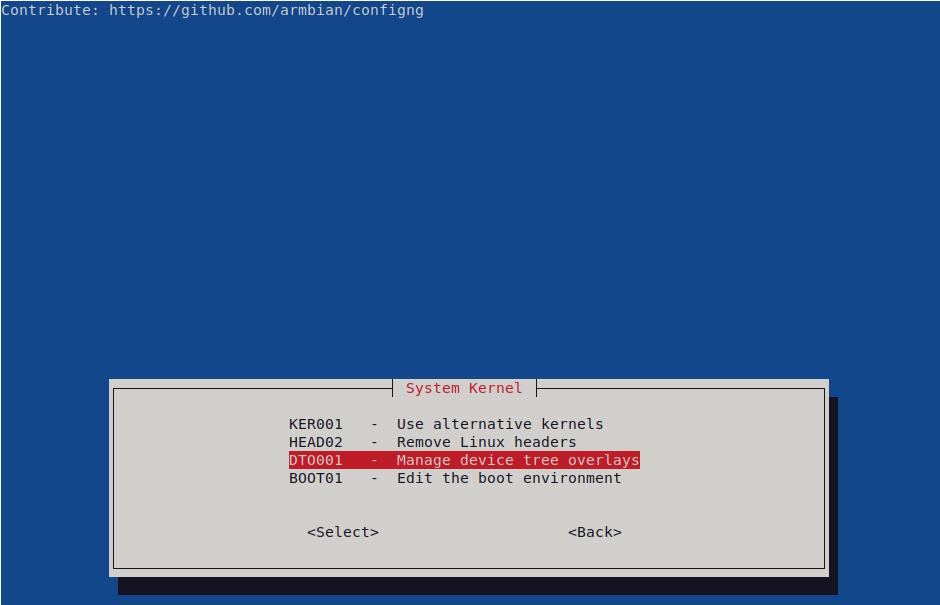 Contribute: https://github.com/armbian/configng
System Kernel
KER001 - Use alternative kernels
HEAD02 - Remove Linux headers
DTO001 - Manage device tree overlays
BOOT01 - Edit the boot environment
<Select> <Back>